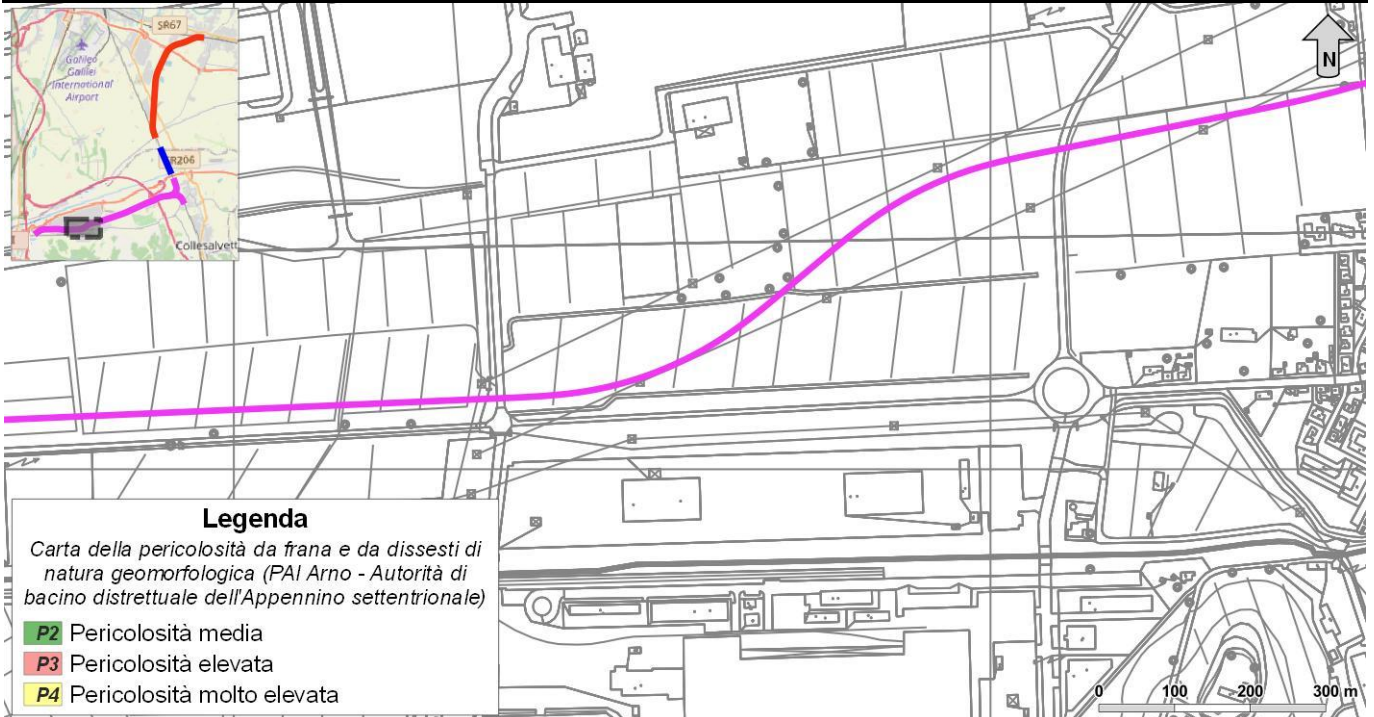 SR67
Galileo
Galilei
International
Airport
SR206
Collesalvett
N
Legenda
Carta della pericolosità da frana e da dissesti di
natura geomorfologica (PAI Arno - Autorità di
bacino distrettuale dell'Appennino settentrionale)
P2 Pericolosità media
P3 Pericolosità elevata
P4 Pericolosità molto elevata
0 100 200 300 m